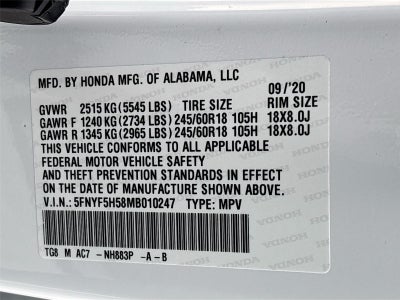 MFD. BY HONDA MFG. OF ALABAMA, LLC
09/'20
GVWR 2515 KG(5545 LBS) TIRE SIZE RIM SIZE
GAWR F 1240 KG(2734 LBS)245/60R18 105H 18X8.0J
GAWR R 1345 KG(2965 LBS)245/60R18 105H 18X8.0J
THIS VEHICLE CONFORMS TO ALL APPLICABLE
FEDERAL MOTOR VEHICLE SAFETY
AND THEFT PREVENTION STANDARDS IN EFFECT
ON THE DATE OF MANUFACTURE SHOWN ABOVE.
V.I.N.: 5FNYF5H58MB010247 TYPE: MPV
TG8 M AC7 -NH883P -A-B
HONDA HONDA HONDA